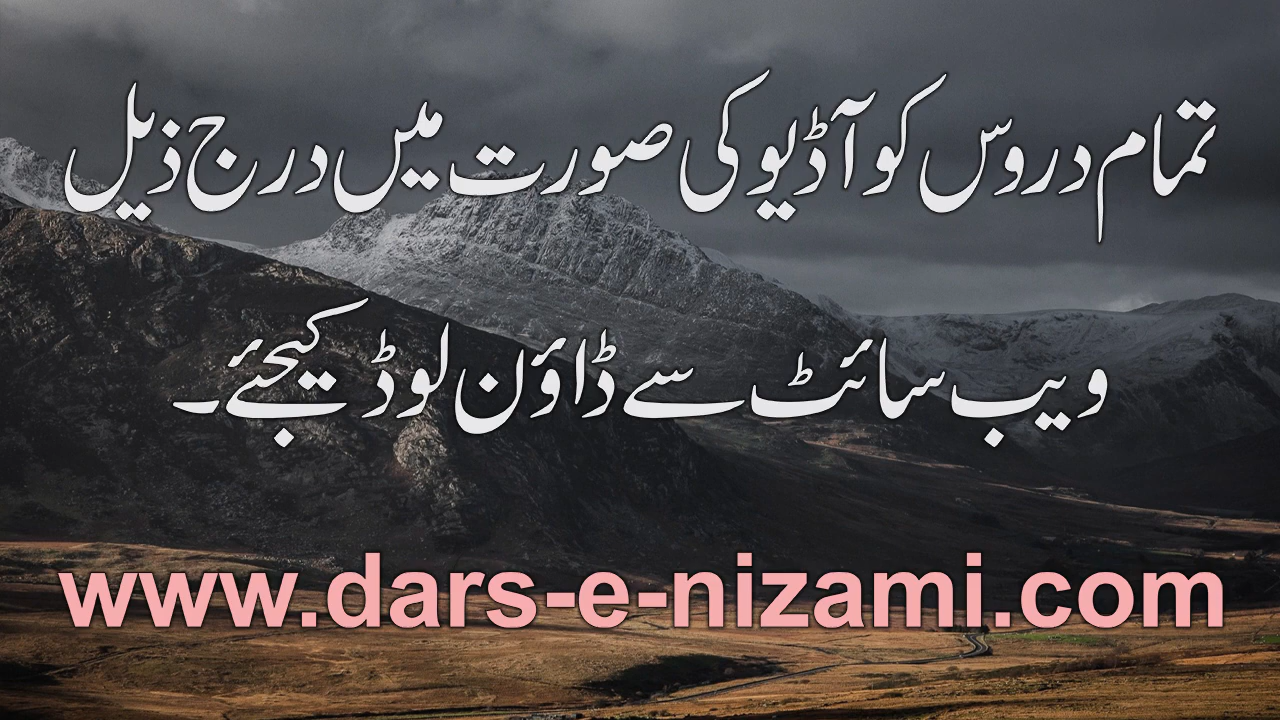 تمام دروس کو آڈیو کی صورت میں درج ذیل
ویب سائٹ سے ڈاؤن لوڈ کیجئے۔
www.dars-e-nizami.com